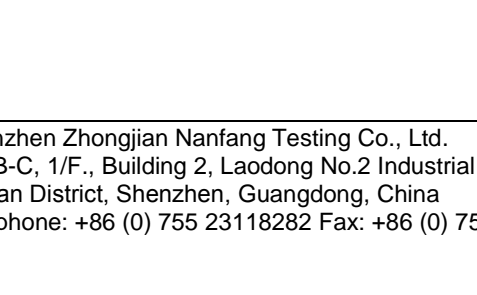 nzhen Zhongjian Nanfang Testing Co., Ltd.
B-C, 1/F., Building 2, Laodong No.2 Industrial
an District, Shenzhen, Guangdong, China
phone: +86 (0) 755 23118282 Fax: +86 (0) 75